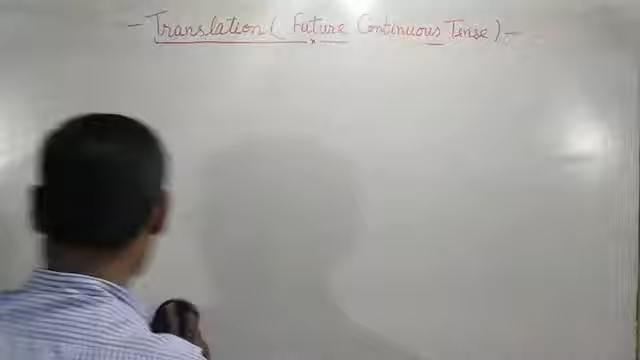 - Translation ( Future Continuous Tense ) -